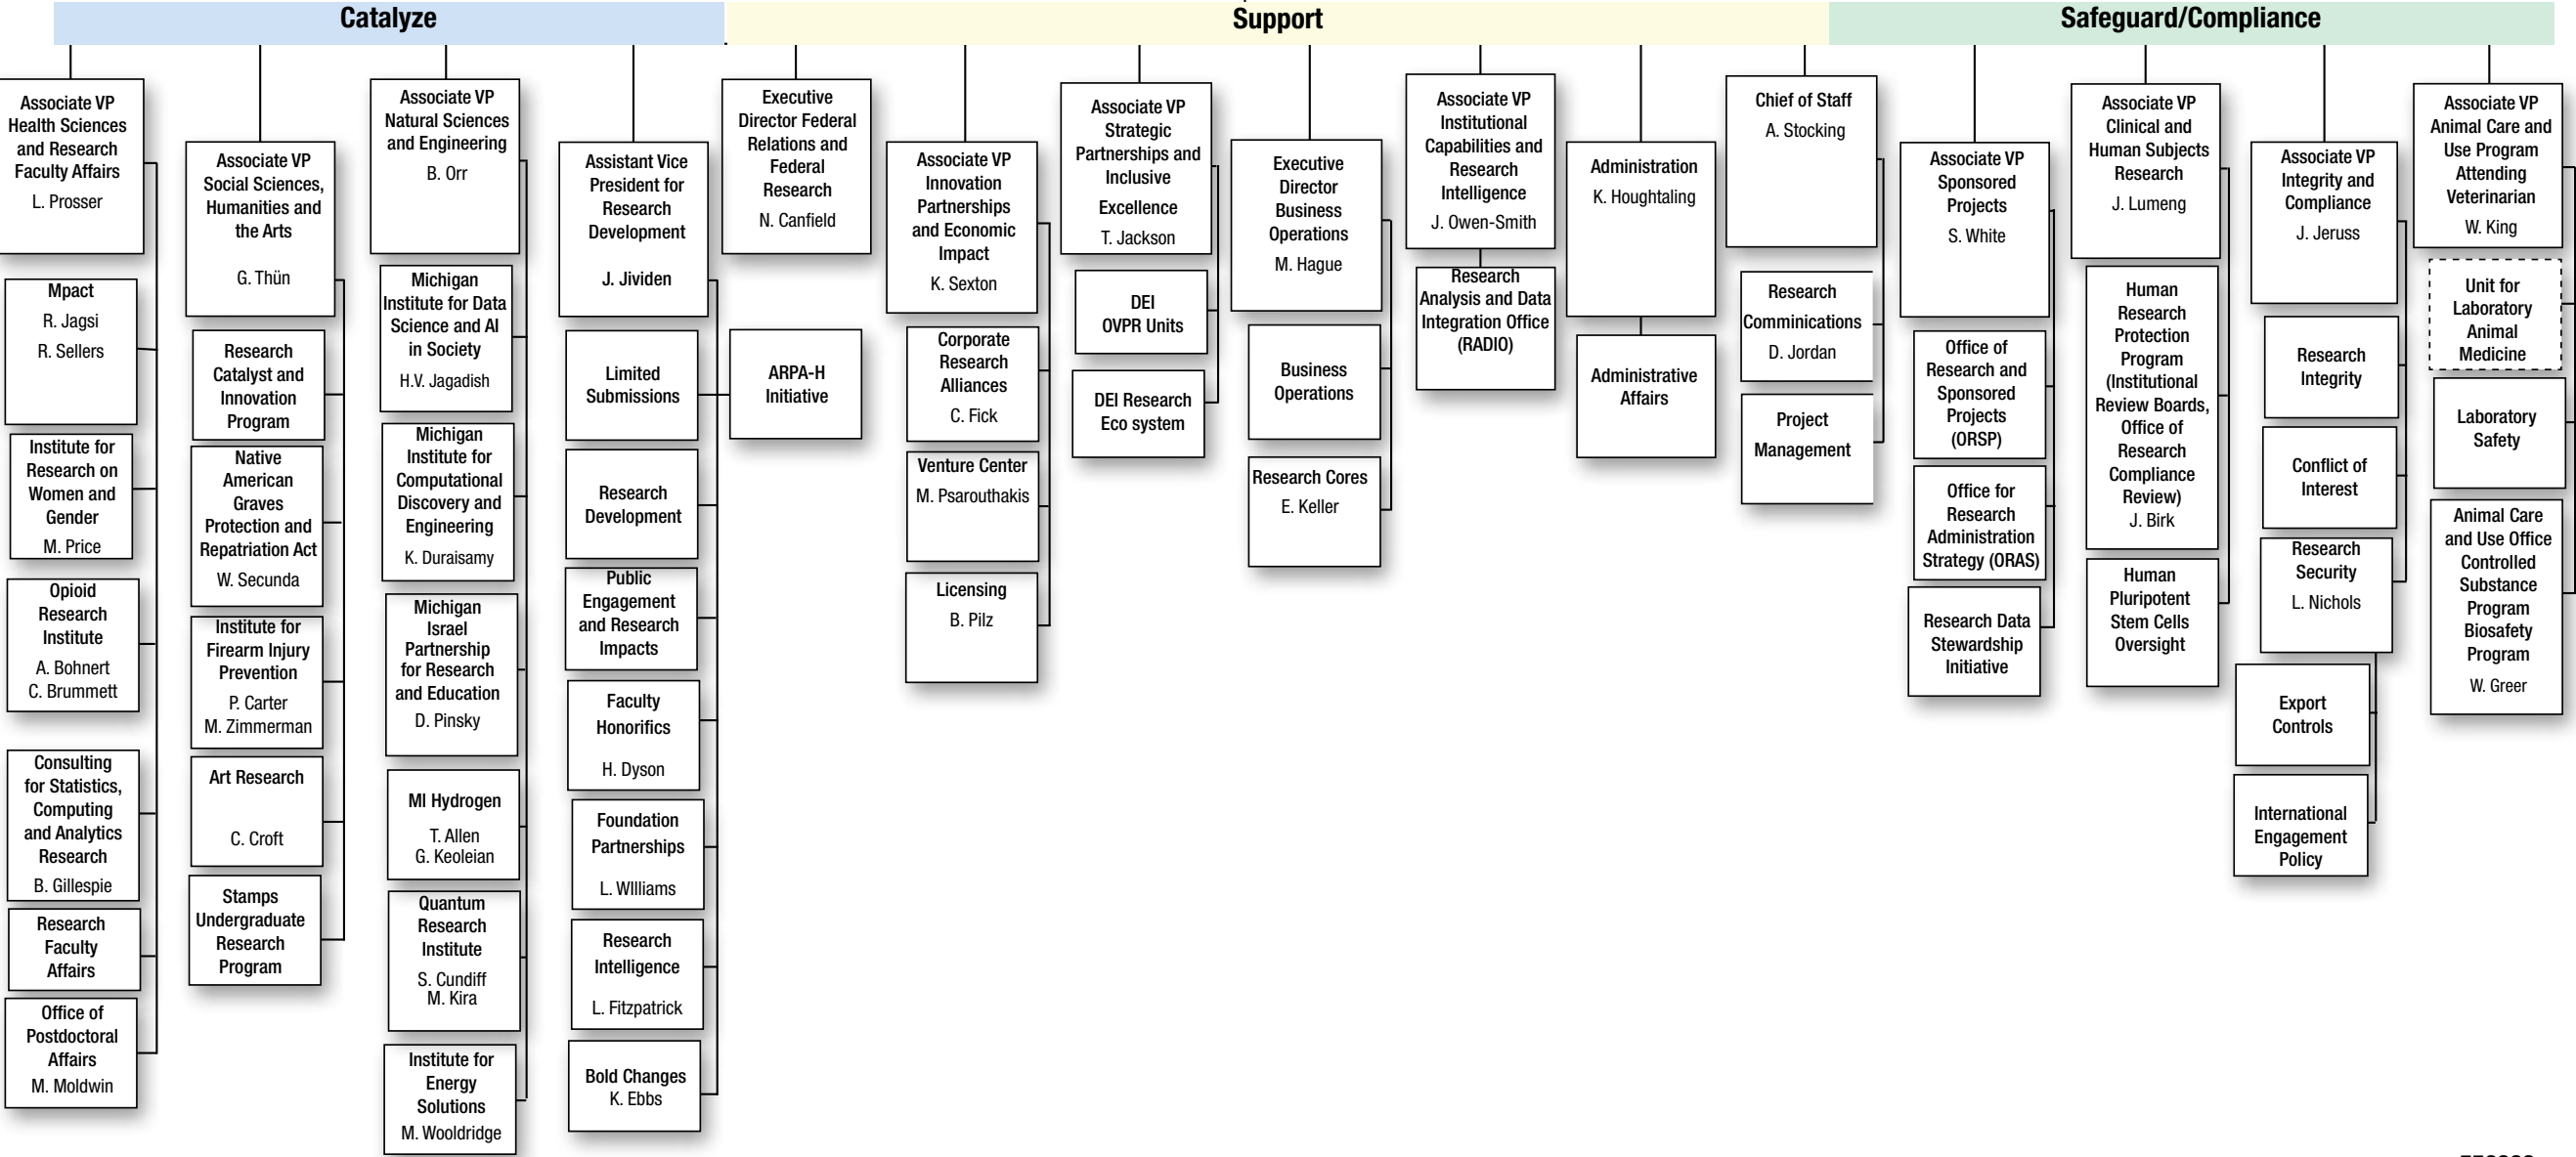 Catalyze
Support
Safeguard/Compliance
Associate VP
Health Sciences
and Research
Faculty Affairs
L. Prosser
Mpact
R. Jagsi
R. Sellers
Institute for
Research on
Women and
Gender
M. Price
Opioid
Research
Institute
A. Bohnert
C. Brummett
Consulting
for Statistics,
Computing
and Analytics
Research
B. Gillespie
Research
Faculty
Affairs
Office of
Postdoctoral
Affairs
M. Moldwin
Associate VP
Social Sciences,
Humanities and
the Arts
G. Thün
Research
Catalyst and
Innovation
Program
Native
American
Graves
Protection and
Repatriation Act
W. Secunda
Institute for
Firearm Injury
Prevention
P. Carter
M. Zimmerman
Art Research
C. Croft
Stamps
Undergraduate
Research
Program
Associate VP
Natural Sciences
and Engineering
B. Orr
Michigan
Institute for Data
Science and AI
in Society
H.V. Jagadish
Michigan
Institute for
Computational
Discovery and
Engineering
K. Duraisamy
Michigan
Israel
Partnership
for Research
and Education
D. Pinsky
MI Hydrogen
T. Allen
G. Keoleian
Quantum
Research
Institute
S. Cundiff
M. Kira
Institute for
Energy
Solutions
M. Wooldridge
Assistant Vice
President for
Research
Development
J. Jividen
Limited
Submissions
Research
Development
Public
Engagement
and Research
Impacts
Faculty
Honorifics
H. Dyson
Foundation
Partnerships
L. WIlliams
Research
Intelligence
L. Fitzpatrick
Bold Changes
K. Ebbs
Executive
Director Federal
Relations and
Federal
Research
N. Canfield
ARPA-H
Initiative
Associate VP
Innovation
Partnerships
and Economic
Impact
K. Sexton
Corporate
Research
Alliances
C. Fick
Venture Center
M. Psarouthakis
Licensing
B. Pilz
Associate VP
Strategic
Partnerships and
Inclusive
Excellence
T. Jackson
DEI
OVPR Units
DEI Research
Eco system
Executive
Director
Business
Operations
M. Hague
Business
Operations
Research Cores
E. Keller
Associate VP
Institutional
Capabilities and
Research
Intelligence
J. Owen-Smith
Research
Analysis and Data
Integration Office
(RADIO)
Administration
K. Houghtaling
Administrative
Affairs
Chief of Staff
A. Stocking
Research
Comminications
D. Jordan
Project
Management
Associate VP
Sponsored
Projects
S. White
Office of
Research and
Sponsored
Projects
(ORSP)
Office for
Research
Administration
Strategy (ORAS)
Research Data
Stewardship
Initiative
Associate VP
Clinical and
Human Subjects
Research
J. Lumeng
Human
Research
Protection
Program
(Institutional
Review Boards,
Office of
Research
Compliance
Review)
J. Birk
Human
Pluripotent
Stem Cells
Oversight
Associate VP
Integrity and
Compliance
J. Jeruss
Research
Integrity
Conflict of
Interest
Research
Security
L. Nichols
Export
Controls
International
Engagement
Policy
Associate VP
Animal Care and
Use Program
Attending
Veterinarian
W. King
Unit for
Laboratory
Animal
Medicine
Laboratory
Safety
Animal Care
and Use Office
Controlled
Substance
Program
Biosafety
Program
W. Greer